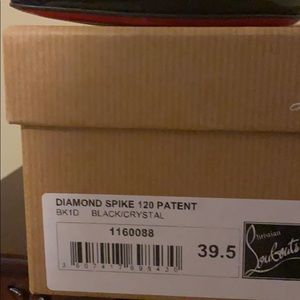 DIAMOND SPIKE 120 PATENT
BK1D BLACK/CRYSTAL
1160088
39.5
Christian
Louboutin